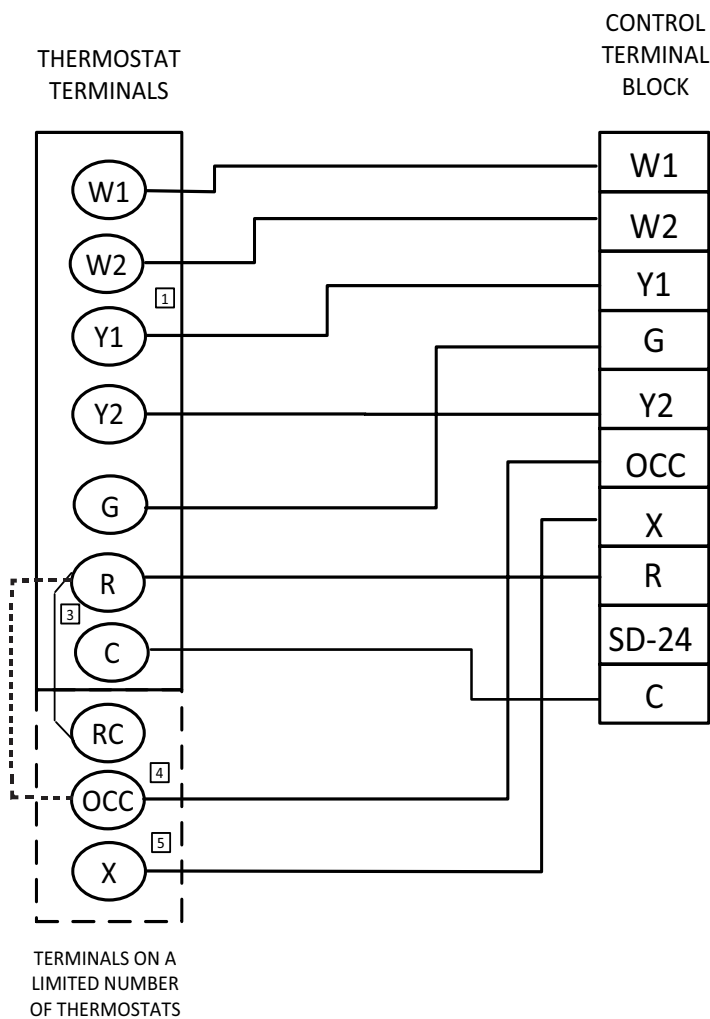 THERMOSTAT
TERMINALS
W1
W2
1
Y1
Y2
G
R
3
C
RC
4
OCC
5
X
TERMINALS ON A
LIMITED NUMBER
OF THERMOSTATS
CONTROL
TERMINAL
BLOCK
W1
W2
Y1
G
Y2
OCC
X
R
SD-24
C